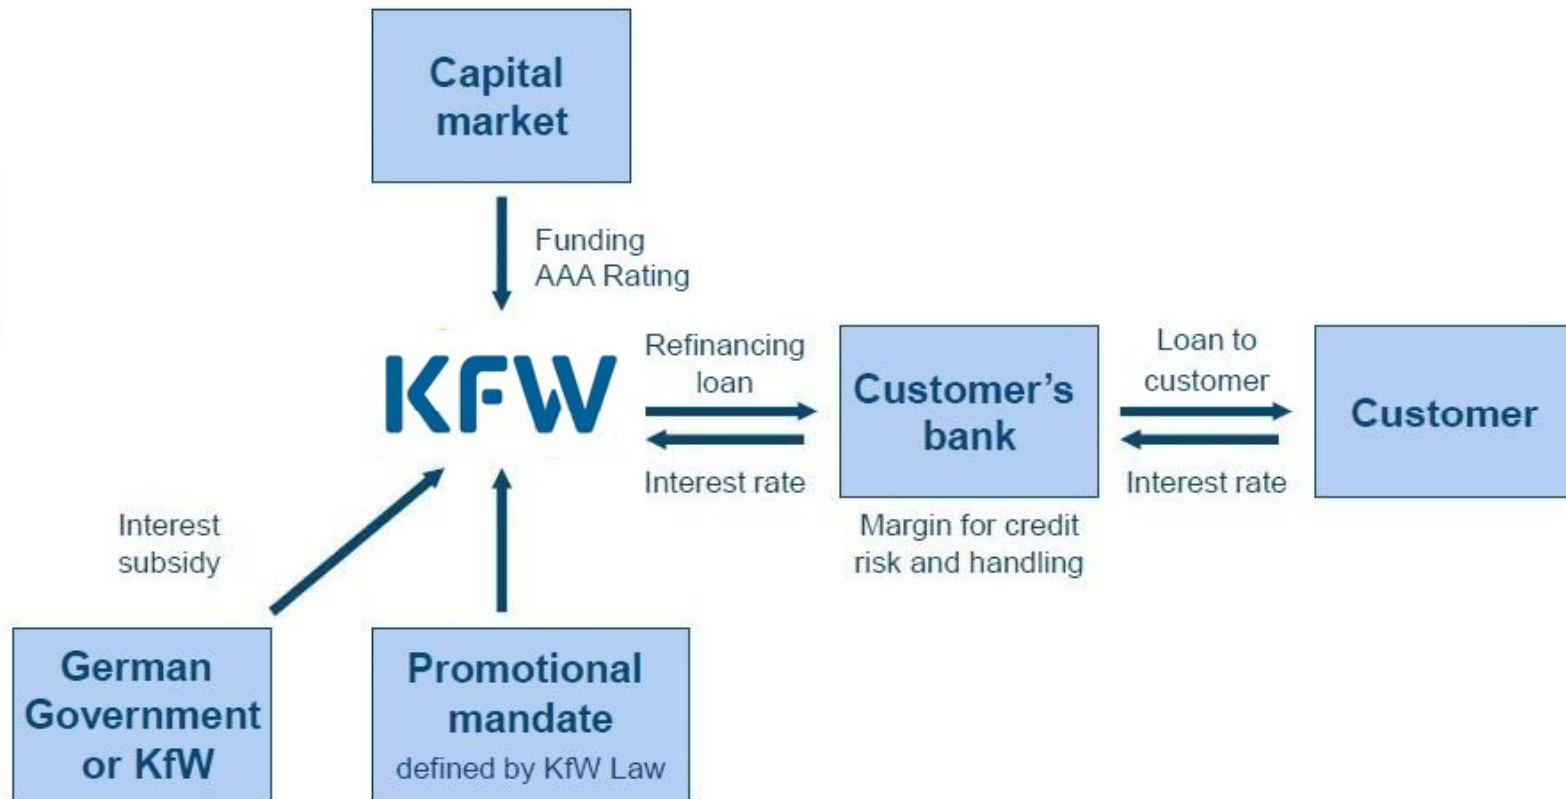 Capital
market
Funding
AAA Rating
KFW
Refinancing
loan
Interest rate
Customer's
bank
Margin for credit
risk and handling
Loan to
customer
Interest rate
Customer
Interest
subsidy
German
Government
or KfW
Promotional
mandate
defined by KfW Law